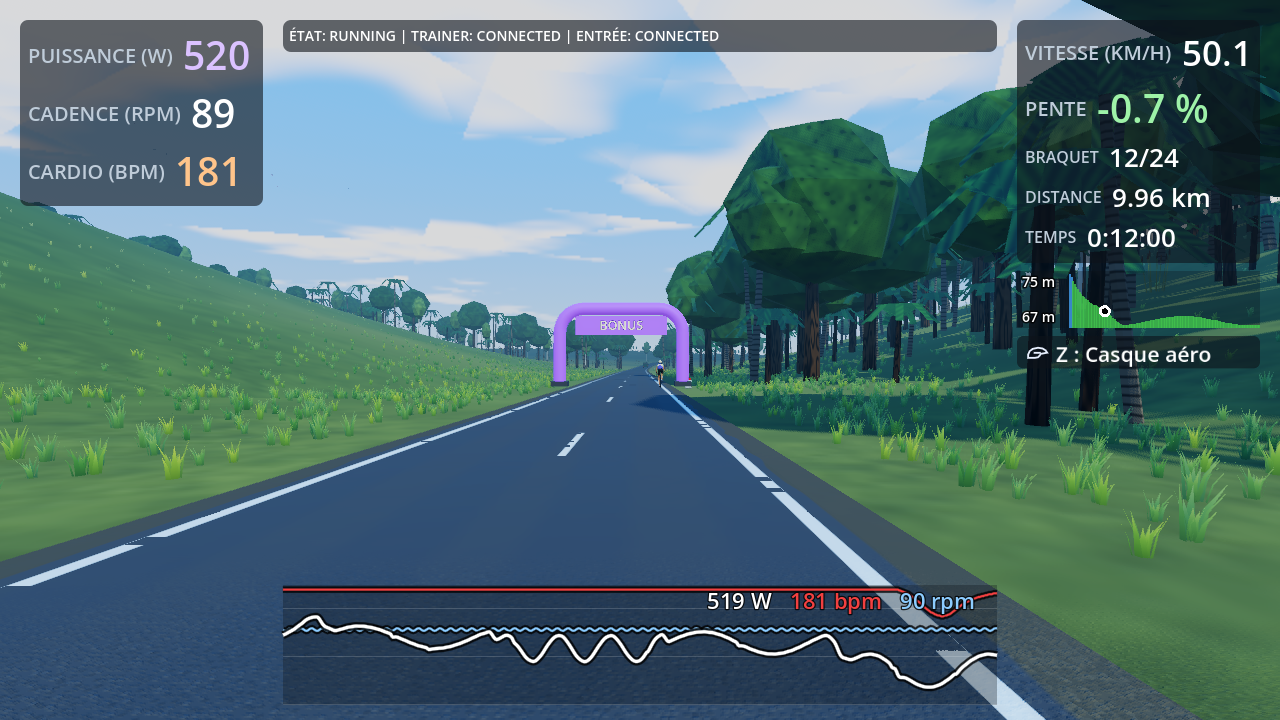 PUISSANCE (W) 520
CADENCE (RPM) 89
CARDIO (BPM) 181
ÉTAT: RUNNING | TRAINER: CONNECTED | ENTRÉE: CONNECTED
VITESSE (KM/H) 50.1
PENTE -0.7 %
BRAQUET 12/24
DISTANCE 9.96 km
TEMPS 0:12:00
75 m
67 m
Z : Casque aéro
BONUS
519 W 181 bpm 90 rpm